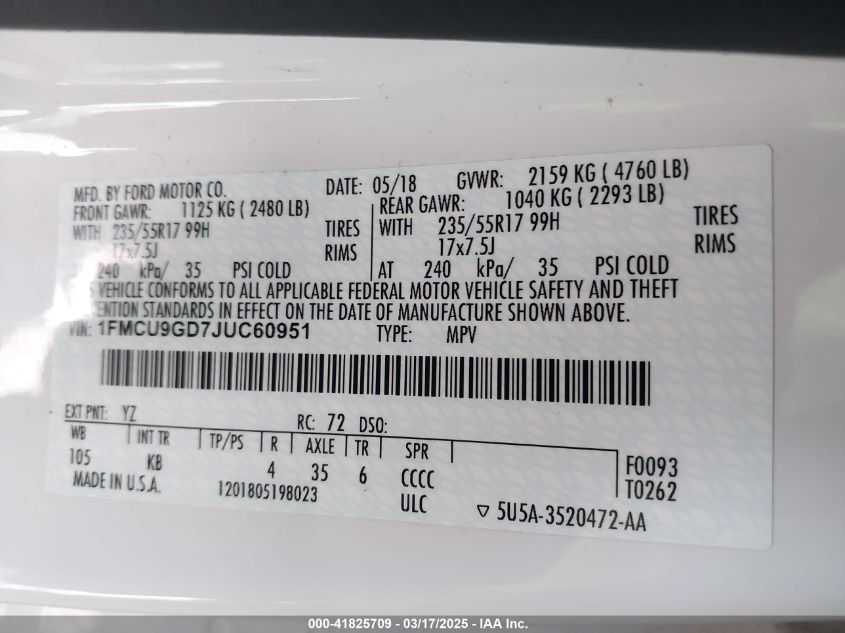 MFD. BY FORD MOTOR CO. DATE: 05/18 GVWR: 2159 KG ( 4760 LB)
FRONT GAWR: 1125 KG ( 2480 LB) REAR GAWR: 1040 KG ( 2293 LB)
WITH 235/55R17 99H TIRES WITH 235/55R17 99H TIRES
17x7.5J RIMS 17x7.5J RIMS
240 kPa/ 35 PSI COLD AT 240 kPa/ 35 PSI COLD
VEHICLE CONFORMS TO ALL APPLICABLE FEDERAL MOTOR VEHICLE SAFETY AND THEFT
STANDARDS IN EFFECT ON THE DATE OF MANUFACTURE SHOWN ABOVE.
VIN: 1FMCU9GD7JUC60951 TYPE: MPV
EXT PNT: YZ RC: 72 DSO:
WB INT TR TP/PS R AXLE TR SPR
105 KB 4 35 6 CCCC F0093
MADE IN U.S.A. 1201805198023 ULC T0262
5U5A-3520472-AA
000-41825709 - 03/17/2025 - IAA Inc.